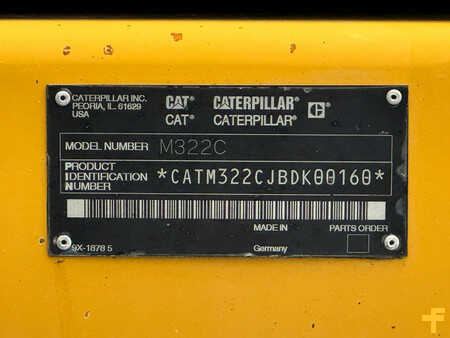 CATERPILLAR INC.
PEORIA, IL. 61629
USA
CAT CATERPILLAR
CAT® CATERPILLAR®
MODEL NUMBER M322C
PRODUCT
IDENTIFICATION
NUMBER
*CATM322CJBDK00160*
9X-1878 5
MADE IN
Germany
PARTS ORDER